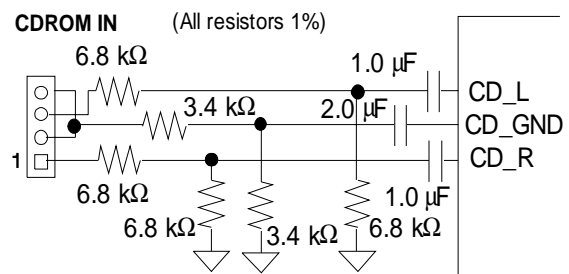 CDROM IN (All resistors 1%)
6.8 kΩ
1.0 μF
CD_L
3.4 kΩ
2.0 μF
CD_GND
1
CD_R
6.8 kΩ
1.0 μF
6.8 kΩ
3.4 kΩ
6.8 kΩ